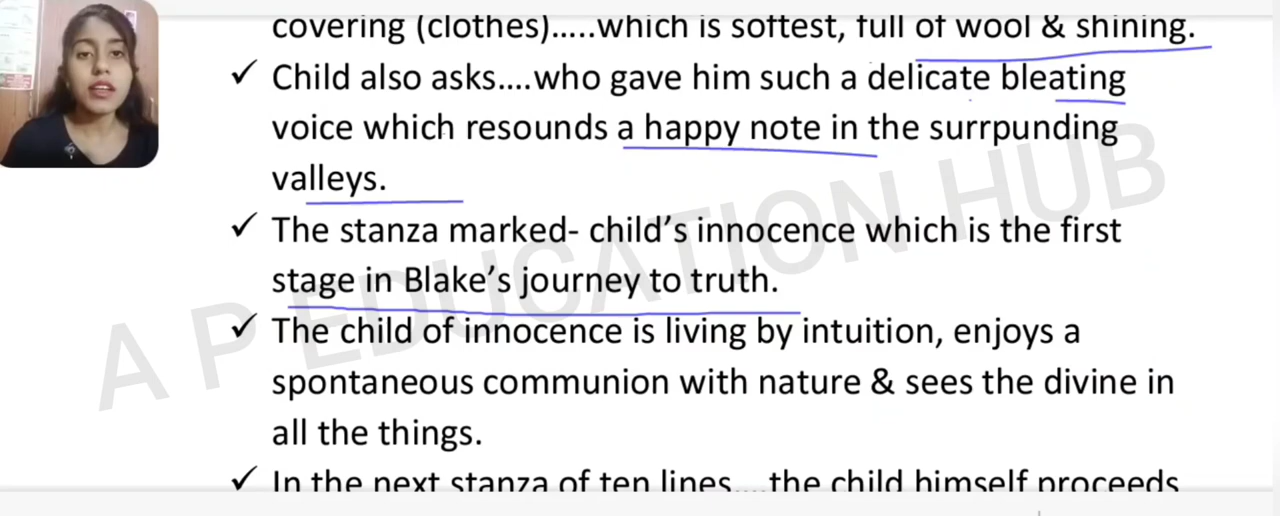 covering (clothes).....which is softest, full of wool & shining.
✓ Child also asks....who gave him such a delicate bleating
voice which resounds a happy note in the surrpunding
valleys.
✓ The stanza marked- child's innocence which is the first
stage in Blake's journey to truth.
✓ The child of innocence is living by intuition, enjoys a
spontaneous communion with nature & sees the divine in
all the things.
✓ In the next stanza of ten lines....the child himself proceeds
A P EDUCATION HUB